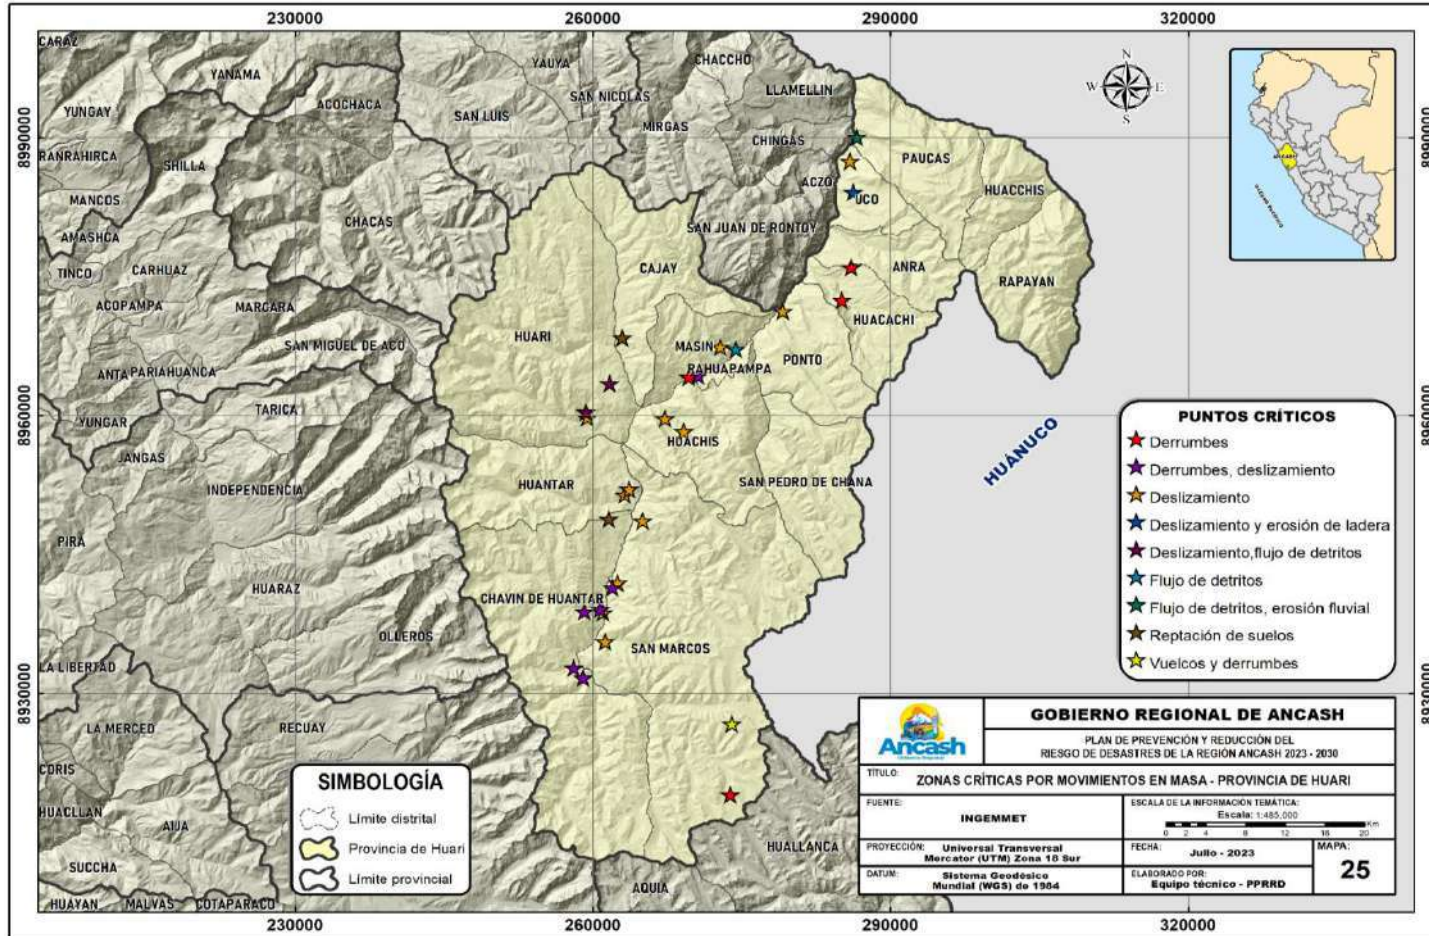 230000
260000
290000
320000
CARAZ
YANAMA
YAUYA
CHACCHO
LLAMELLIN
YUNGAY
ACOCHACA
SAN LUIS
SAN NICOLAS
MIRGAS
CHINGAS
8990000
8990000
RANRAHIRCA
SHILLA
PAUCAS
ACZO
HUACCHIS
MANCOS
UCO
CHACAS
SAN JUAN DE RONTOY
AMASHCA
TINCO
CARHUAZ
CAJAY
ANRA
RAPAYAN
ACOPAMPA
MARCARA
HUARI
HUACACHI
SAN MIGUEL DE ACO
MASIN
PONTO
ANTA
PARIAHUANCA
RAHUAPAMPA
TARICA
YUNGAR
8960000
8960000
JANGAS
HUACHIS
HUANTAR
SAN PEDRO DE CHANA
INDEPENDENCIA
PIRA
HUARAZ
CHAVIN DE HUANTAR
OLLEROS
SAN MARCOS
LA LIBERTAD
8930000
8930000
LA MERCED
RECUAY
CORIS
HUACLLAN
AIJA
SUCCHA
HUALLANCA
AQUIA
HUAYAN
MALVAS
COTAPARACO
230000
260000
290000
320000
N
W
E
S
HUÁNUCO
PUNTOS CRÍTICOS
Derrumbes
Derrumbes, deslizamiento
Deslizamiento
Deslizamiento y erosión de ladera
Deslizamiento,flujo de detritos
Flujo de detritos
Flujo de detritos, erosión fluvial
Reptación de suelos
Vuelcos y derrumbes
SIMBOLOGÍA
Límite distrital
Provincia de Huari
Límite provincial
Ancash
GOBIERNO REGIONAL DE ANCASH
PLAN DE PREVENCIÓN Y REDUCCIÓN DEL
RIESGO DE DESASTRES DE LA REGIÓN ANCASH 2023 - 2030
TÍTULO: ZONAS CRÍTICAS POR MOVIMIENTOS EN MASA - PROVINCIA DE HUARI
FUENTE:
INGEMMET
ESCALA DE LA INFORMACIÓN TEMÁTICA:
Escala: 1:485,000
0 2 4 8 12 16 20 Km
PROYECCIÓN: Universal Transversal
Mercator (UTM) Zona 18 Sur
FECHA: Julio - 2023
MAPA:
25
DATUM: Sistema Geodésico
Mundial (WGS) de 1984
ELABORADO POR:
Equipo técnico - PPRRD